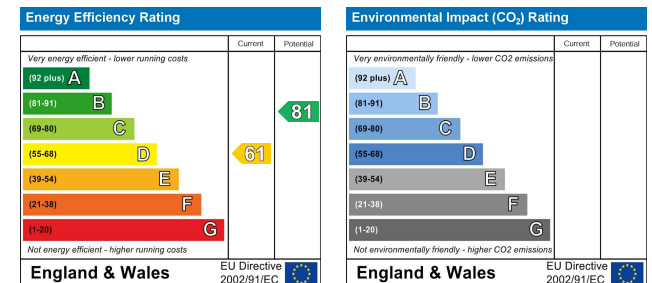 Energy Efficiency Rating
Current Potential
Very energy efficient - lower running costs
(92 plus) A
(81-91) B
81
(69-80) C
(55-68) D
61
(39-54) E
(21-38) F
(1-20) G
Not energy efficient - higher running costs
England & Wales
EU Directive
2002/91/EC
Environmental Impact (CO₂) Rating
Current Potential
Very environmentally friendly - lower CO2 emissions
(92 plus) A
(81-91) B
(69-80) C
(55-68) D
(39-54) E
(21-38) F
(1-20) G
Not environmentally friendly - higher CO2 emissions
England & Wales
EU Directive
2002/91/EC